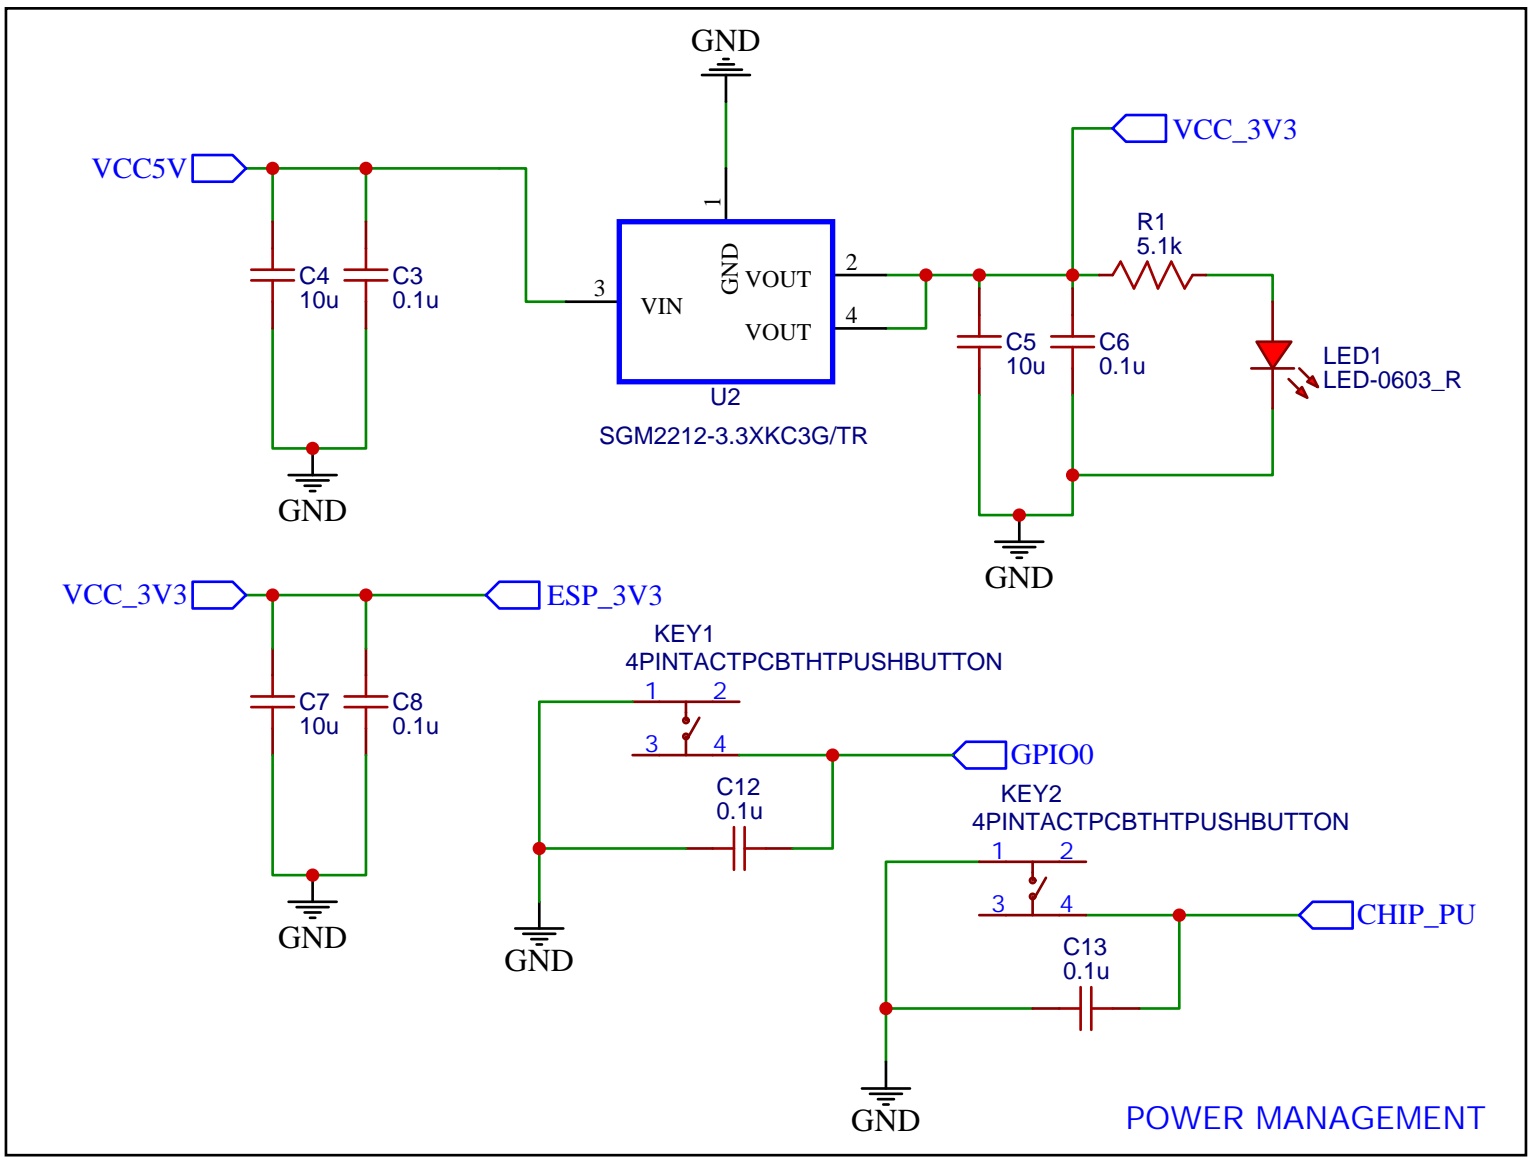 GND
VCC_3V3
VCC5V
1
R1
5.1k
C4
10u
C3
0.1u
3
VIN
GND
VOUT
2
VOUT
4
C5
10u
C6
0.1u
LED1
LED-0603_R
U2
SGM2212-3.3XKC3G/TR
GND
GND
VCC_3V3
ESP_3V3
KEY1
4PINTACTPCBTHTPUSHBUTTON
1 2
3 4
C7
10u
C8
0.1u
GPIO0
C12
0.1u
KEY2
4PINTACTPCBTHTPUSHBUTTON
1 2
3 4
CHIP_PU
GND
GND
C13
0.1u
GND
POWER MANAGEMENT